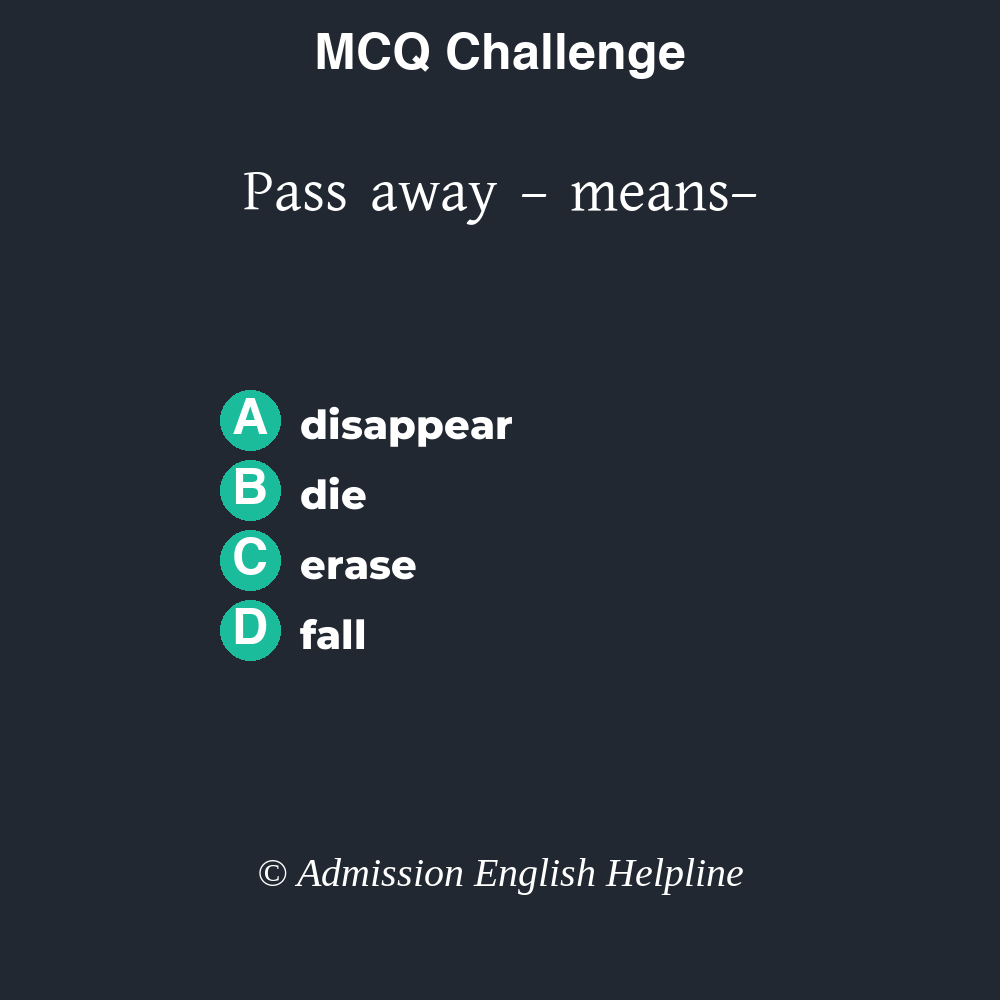 MCQ Challenge
Pass away – means–
A disappear
B die
C erase
D fall
© Admission English Helpline